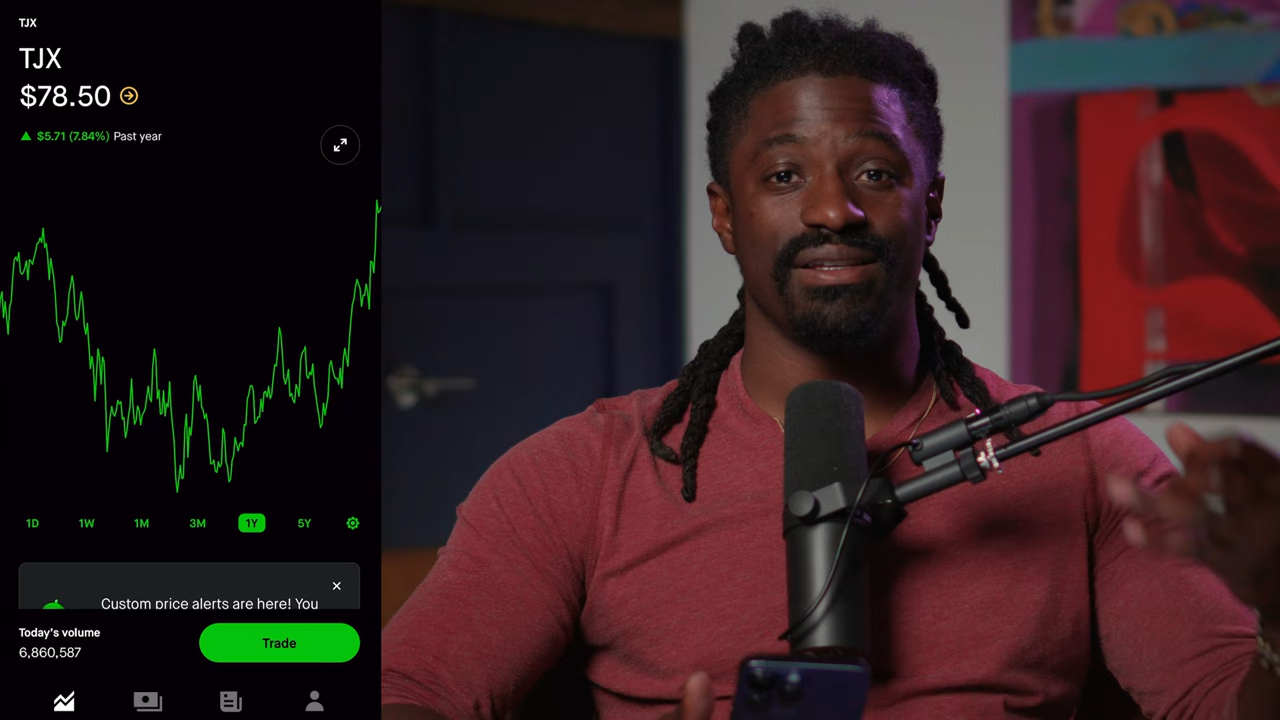 TJX
TJX
$78.50
$5.71 (7.84%) Past year
1D 1W 1M 3M 1Y 5Y
Custom price alerts are here! You
Today's volume
6,860,587
Trade